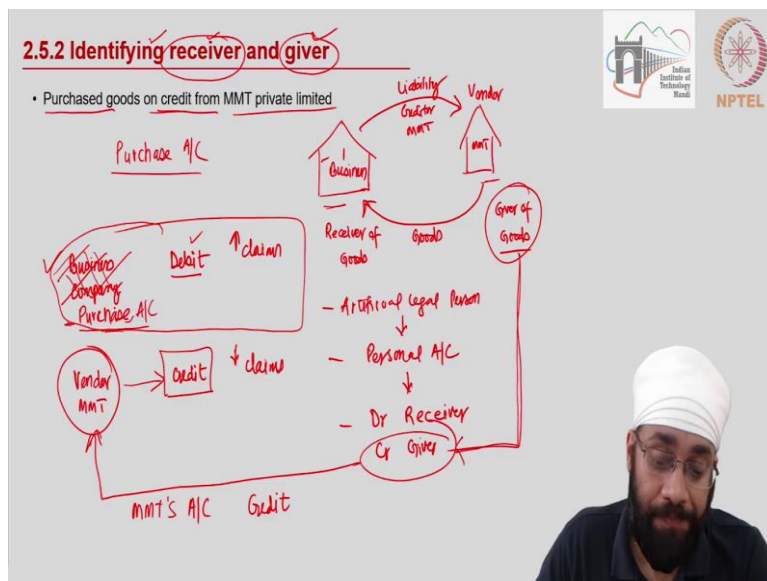 2.5.2 Identifying receiver and giver
• Purchased goods on credit from MMT private limited
Indian
Institute of
Technology
Mandi
NPTEL
Purchase A/C
Liability
Creditor
MMT
Vendor
Business
MMT
Receiver of
Goods
Goods
Giver of
Goods
Business
Company
Purchase A/C
Debit ↑ claims
Vendor
MMT
Credit ↓ claims
– Artificial Legal Person
– Personal A/C
– Dr Receiver
Cr Giver
MMT's A/C Credit